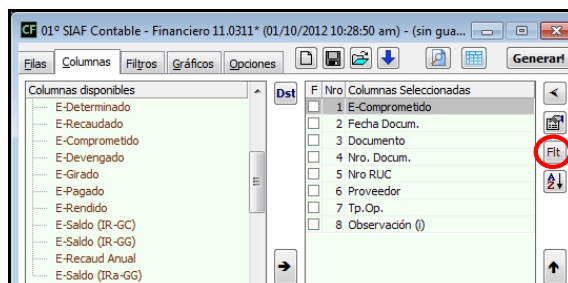 CF 01º SIAF Contable - Financiero 11.0311* (01/10/2012 10:28:50 am) - (sin gua...
Filas Columnas Filtros Gráficos Opciones Generar!
Columnas disponibles
E-Determinado
E-Recaudado
E-Comprometido
E-Devengado
E-Girado
E-Pagado
E-Rendido
E-Saldo (IR-GC)
E-Saldo (IR-GG)
E-Recaud Anual
E-Saldo (IRa-GG)
Dst
F Nro Columnas Seleccionadas
1 E-Comprometido
2 Fecha Docum.
3 Documento
4 Nro. Docum.
5 Nro RUC
6 Proveedor
7 Tp.Op.
8 Observación (j)
Flt
A Z